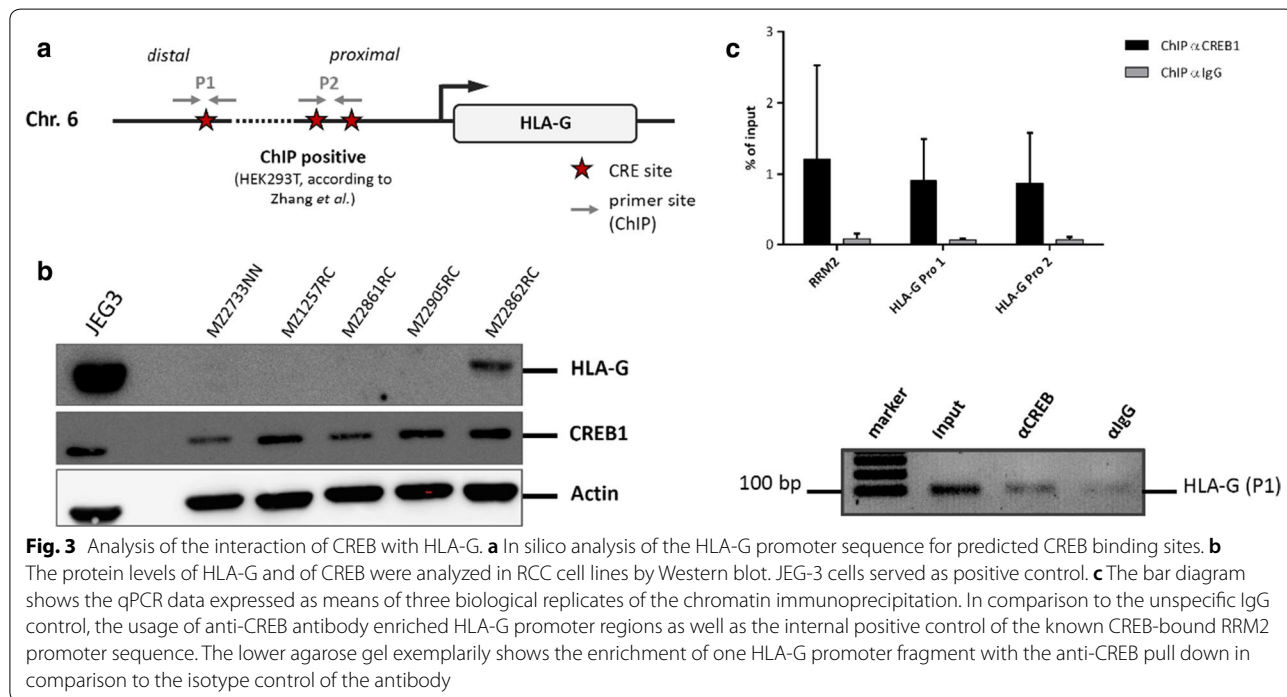 a
distal
proximal
P1
P2
Chr. 6
HLA-G
ChIP positive
(HEK293T, according to
Zhang et al.)
CRE site
primer site
(ChIP)
b
JEG3
MZ2733NN
MZ1257RC
MZ2861RC
MZ2905RC
MZ2862RC
HLA-G
CREB1
Actin
c
ChIP αCREB1
ChIP αIgG
% of input
3
2
1
0
RRM2
HLA-G Pro 1
HLA-G Pro 2
marker
Input
αCREB
αIgG
100 bp
HLA-G (P1)
Fig. 3 Analysis of the interaction of CREB with HLA-G. a In silico analysis of the HLA-G promoter sequence for predicted CREB binding sites. b
The protein levels of HLA-G and of CREB were analyzed in RCC cell lines by Western blot. JEG-3 cells served as positive control. c The bar diagram
shows the qPCR data expressed as means of three biological replicates of the chromatin immunoprecipitation. In comparison to the unspecific IgG
control, the usage of anti-CREB antibody enriched HLA-G promoter regions as well as the internal positive control of the known CREB-bound RRM2
promoter sequence. The lower agarose gel exemplarily shows the enrichment of one HLA-G promoter fragment with the anti-CREB pull down in
comparison to the isotype control of the antibody